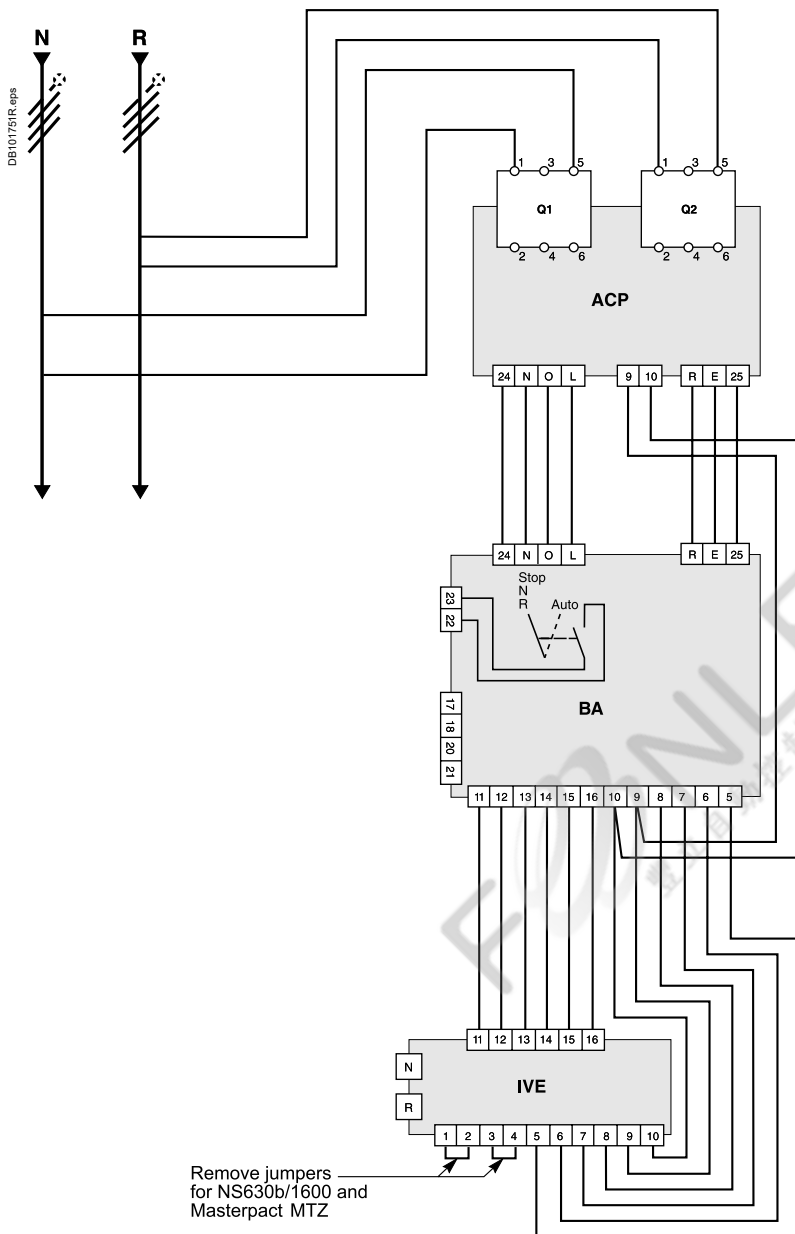 N R
DB101751R.eps
1 3 5 1 3 5
Q1 Q2
2 4 6 2 4 6
ACP
24 N O L 9 10 R E 25
24 N O L R E 25
Stop
N
R Auto
23
22
BA
17
18
20
21
11 12 13 14 15 16 10 9 8 7 6 5
11 12 13 14 15 16
N
IVE
R
1 2 3 4 5 6 7 8 9 10
Remove jumpers
for NS630b/1600 and
Masterpact MTZ